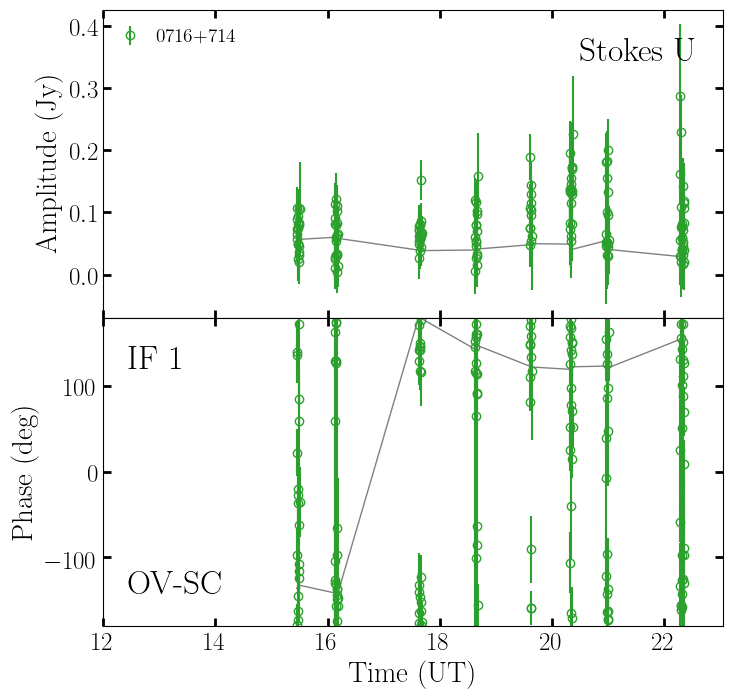 0716+714
Stokes U
0.4
0.3
0.2
0.1
0.0
Amplitude (Jy)
IF 1
100
0
−100
Phase (deg)
OV-SC
12 14 16 18 20 22
Time (UT)